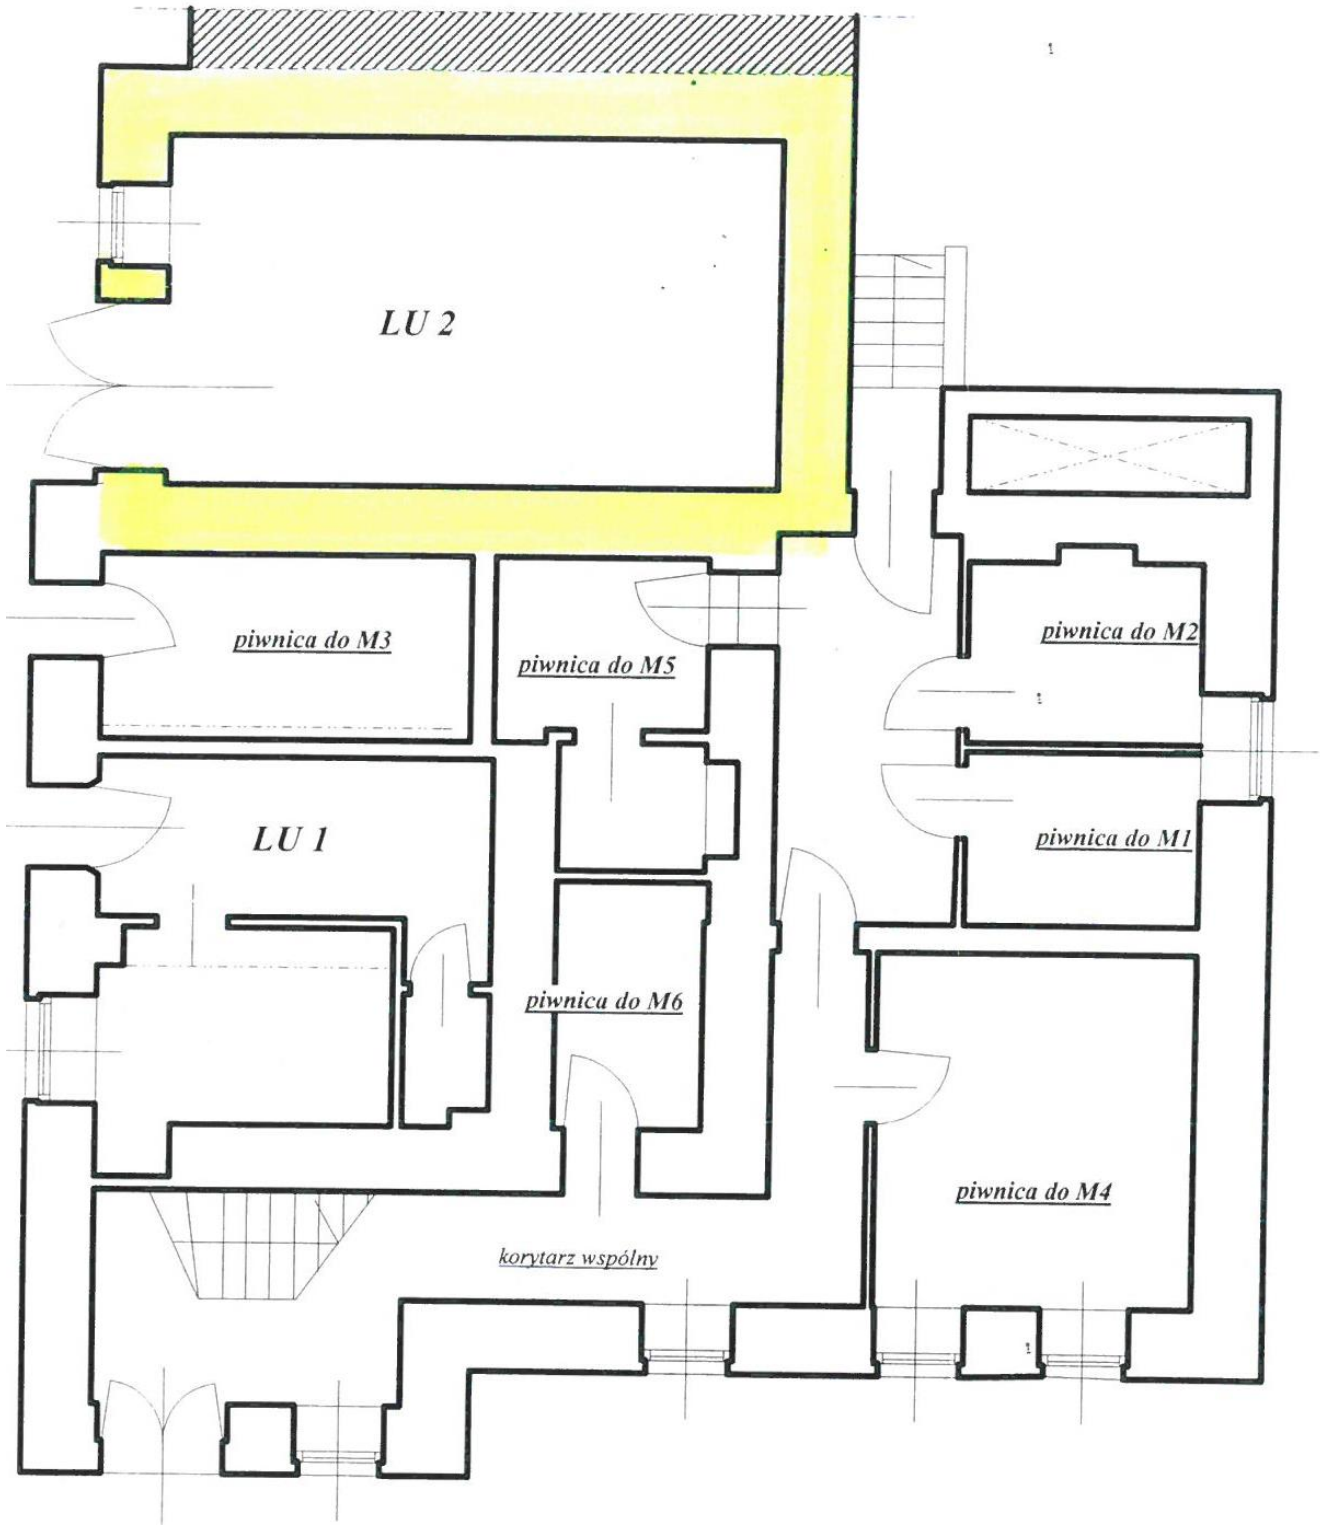 LU 2
piwnica do M3
piwnica do M5
piwnica do M2
LU 1
piwnica do M1
piwnica do M6
piwnica do M4
korytarz wspólny